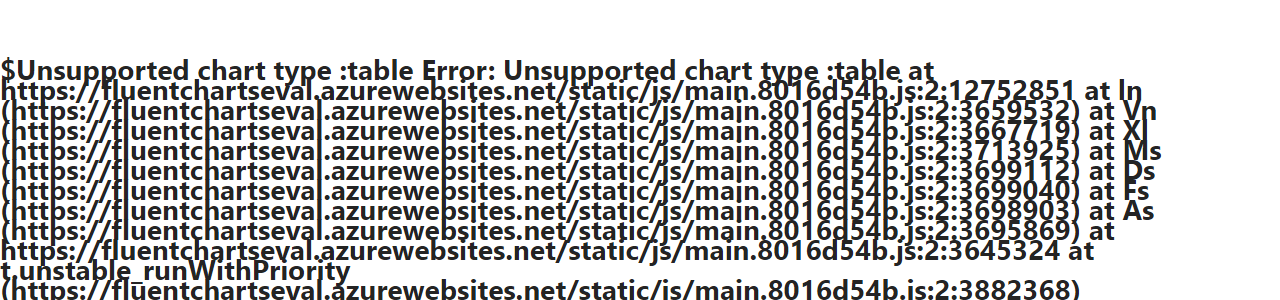 $Unsupported chart type :table Error: Unsupported chart type :table at
https://fluentchartseval.azurewebsites.net/static/js/main.8016d54b.js:2:12752851 at ln
(https://fluentchartseval.azurewebsites.net/static/js/main.8016d54b.js:2:3659532) at Vn
(https://fluentchartseval.azurewebsites.net/static/js/main.8016d54b.js:2:3667719) at Xl
(https://fluentchartseval.azurewebsites.net/static/js/main.8016d54b.js:2:3713925) at Ms
(https://fluentchartseval.azurewebsites.net/static/js/main.8016d54b.js:2:3699112) at Ds
(https://fluentchartseval.azurewebsites.net/static/js/main.8016d54b.js:2:3699040) at Fs
(https://fluentchartseval.azurewebsites.net/static/js/main.8016d54b.js:2:3698903) at As
(https://fluentchartseval.azurewebsites.net/static/js/main.8016d54b.js:2:3695869) at
https://fluentchartseval.azurewebsites.net/static/js/main.8016d54b.js:2:3645324 at
t.unstable_runWithPriority
(https://fluentchartseval.azurewebsites.net/static/js/main.8016d54b.js:2:3882368)